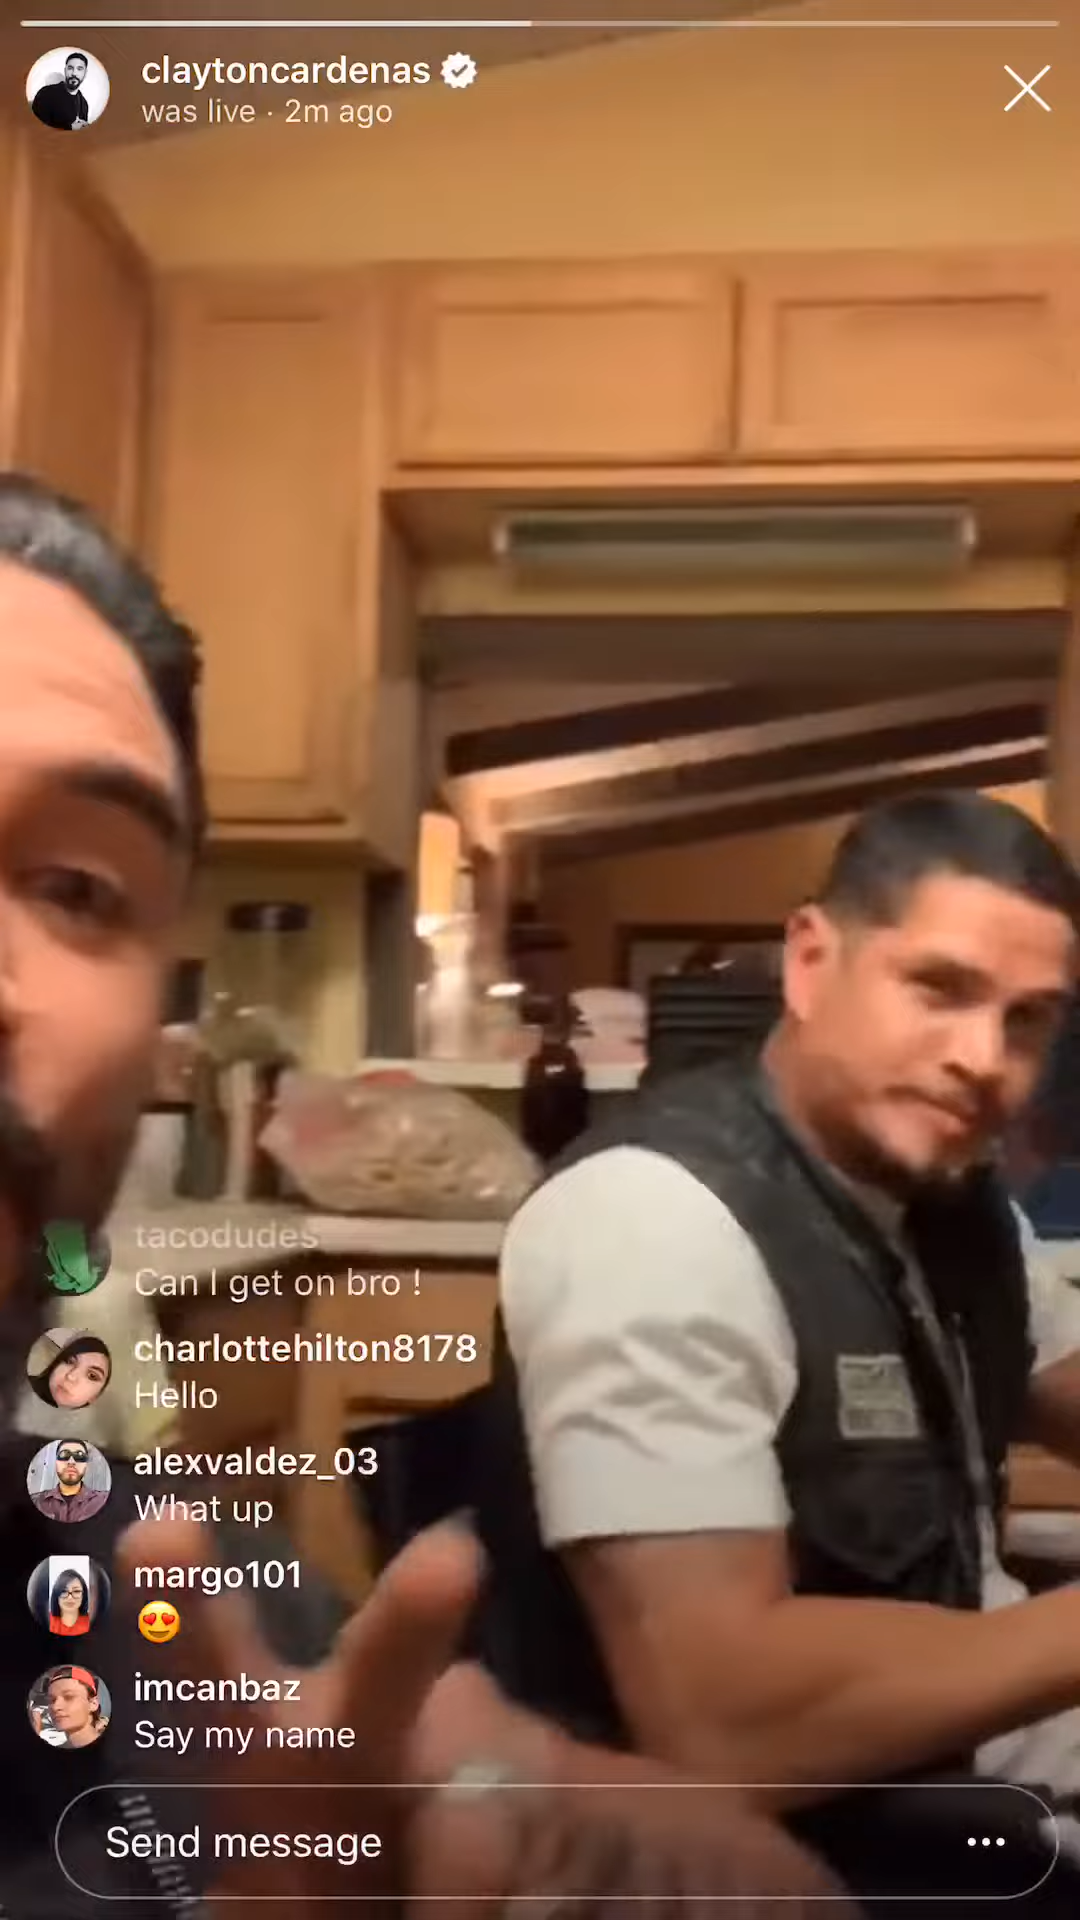 claytoncardenas
was live · 2m ago
tacodudes
Can I get on bro !
charlottehilton8178
Hello
alexvaldez_03
What up
margo101
😍
imcanbaz
Say my name
Send message